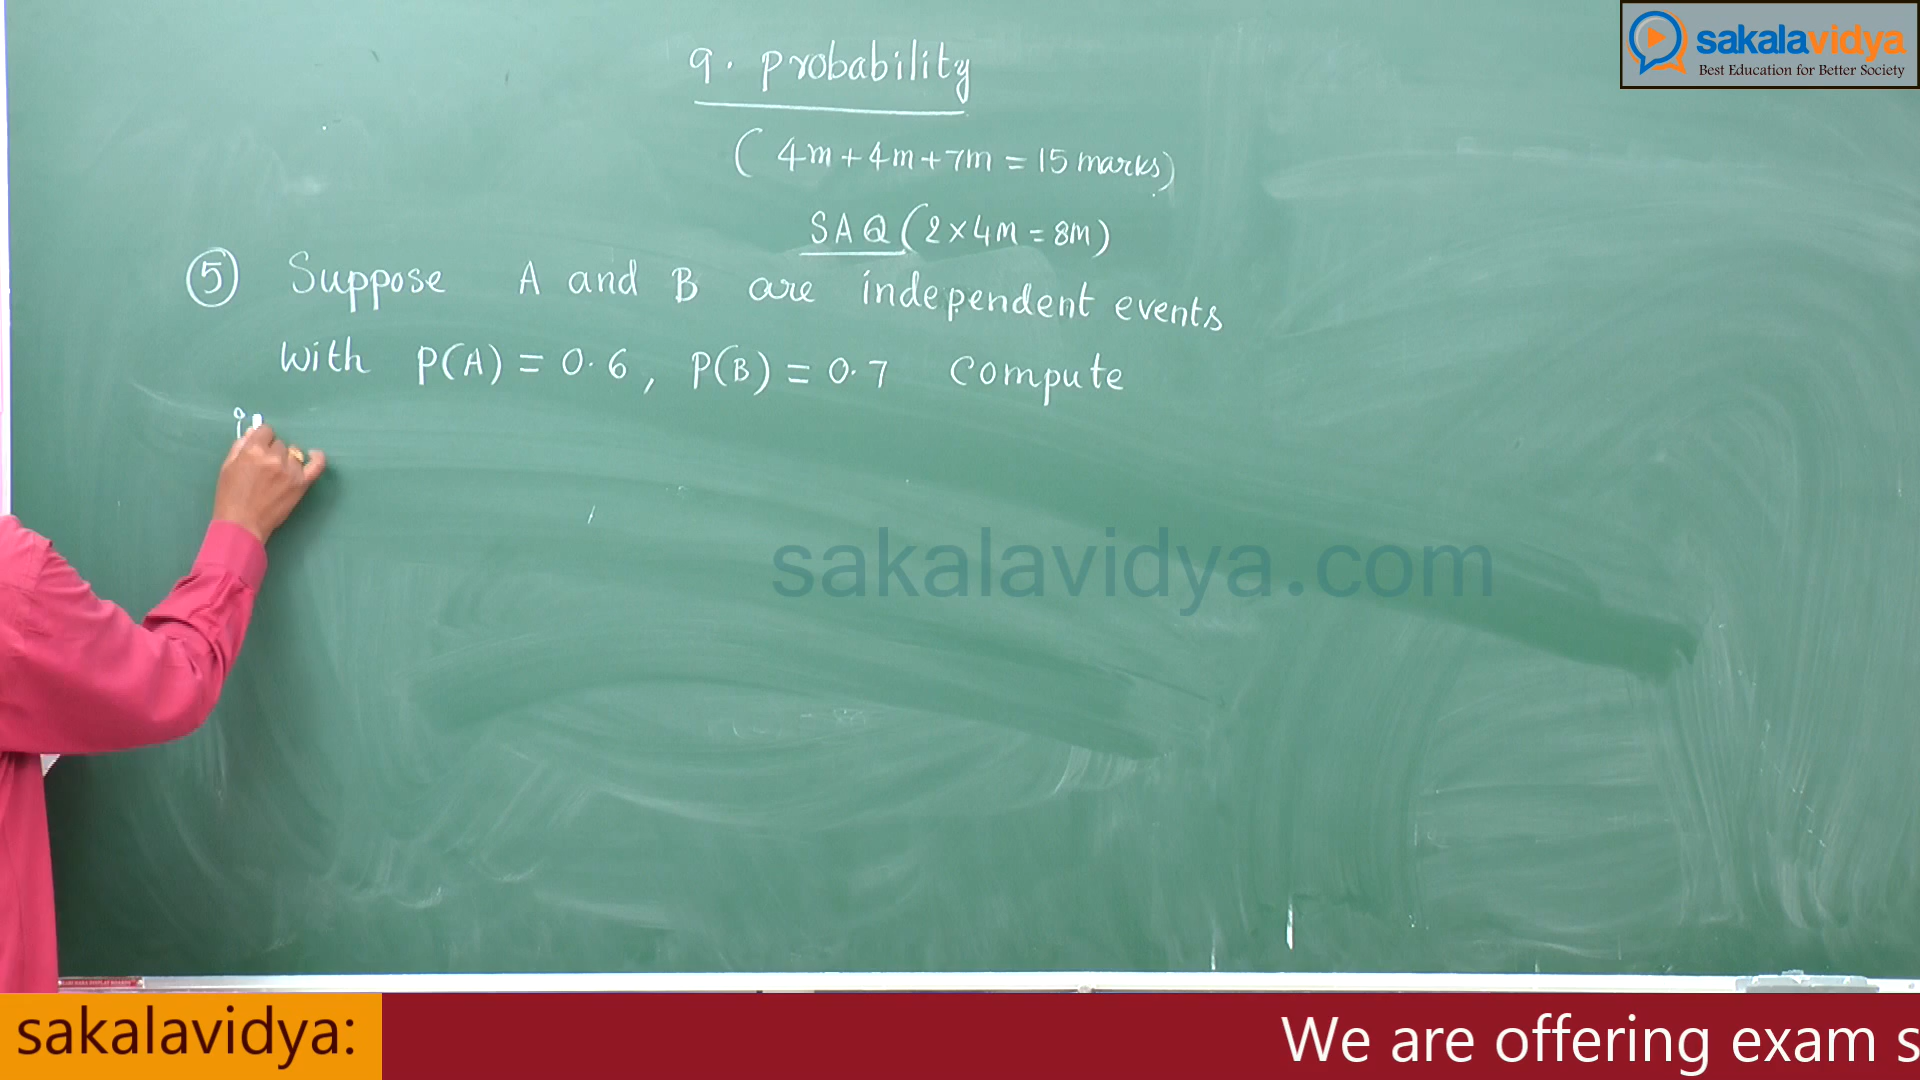 sakalavidya
Best Education for Better Society
9. probability
( 4m + 4m + 7m = 15 marks)
SAQ (2 × 4m = 8m)
⑤ Suppose A and B are independent events
With P(A) = 0.6, P(B) = 0.7 Compute
sakalavidya.com
sakalavidya:
We are offering exam s